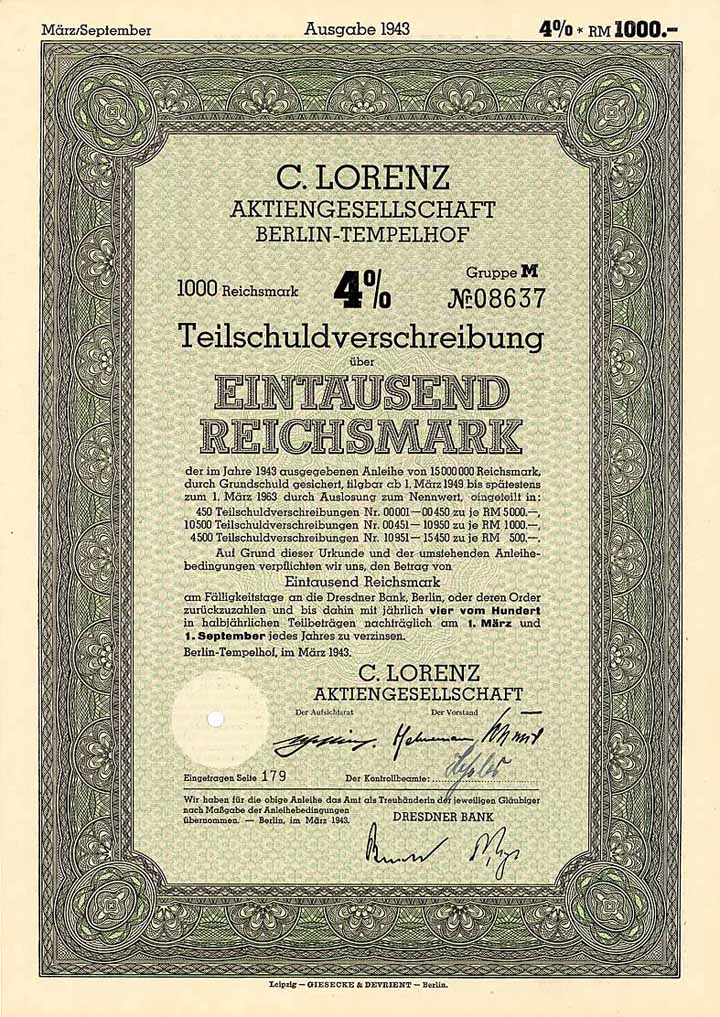 März/September Ausgabe 1943 4% * RM 1000.-
C. LORENZ
AKTIENGESELLSCHAFT
BERLIN-TEMPELHOF
1000 Reichsmark 4% Gruppe M
№ 08637
Teilschuldverschreibung
über
EINTAUSEND
REICHSMARK
der im Jahre 1943 ausgegebenen Anleihe von 15 000 000 Reichsmark,
durch Grundschuld gesichert, tilgbar ab 1. März 1949 bis spätestens
zum 1. März 1963 durch Auslosung zum Nennwert, eingeteilt in:
450 Teilschuldverschreibungen Nr. 00001—00450 zu je RM 5000.—,
10500 Teilschuldverschreibungen Nr. 00451—10950 zu je RM 1000.—,
4500 Teilschuldverschreibungen Nr. 10951—15450 zu je RM 500.—.
Auf Grund dieser Urkunde und der umstehenden Anleihe-
bedingungen verpflichten wir uns, den Betrag von
Eintausend Reichsmark
am Fälligkeitstage an die Dresdner Bank, Berlin, oder deren Order
zurückzuzahlen und bis dahin mit jährlich vier vom Hundert
in halbjährlichen Teilbeträgen nachträglich am 1. März und
1. September jedes Jahres zu verzinsen.
Berlin-Tempelhof, im März 1943.
C. LORENZ
AKTIENGESELLSCHAFT
Der Aufsichtsrat Der Vorstand
Eingetragen Seite 179 Der Kontrollbeamte:
Wir haben für die obige Anleihe das Amt als Treuhänderin der jeweiligen Gläubiger
nach Maßgabe der Anleihebedingungen
übernommen. — Berlin, im März 1943. DRESDNER BANK
Leipzig — GIESECKE & DEVRIENT — Berlin.